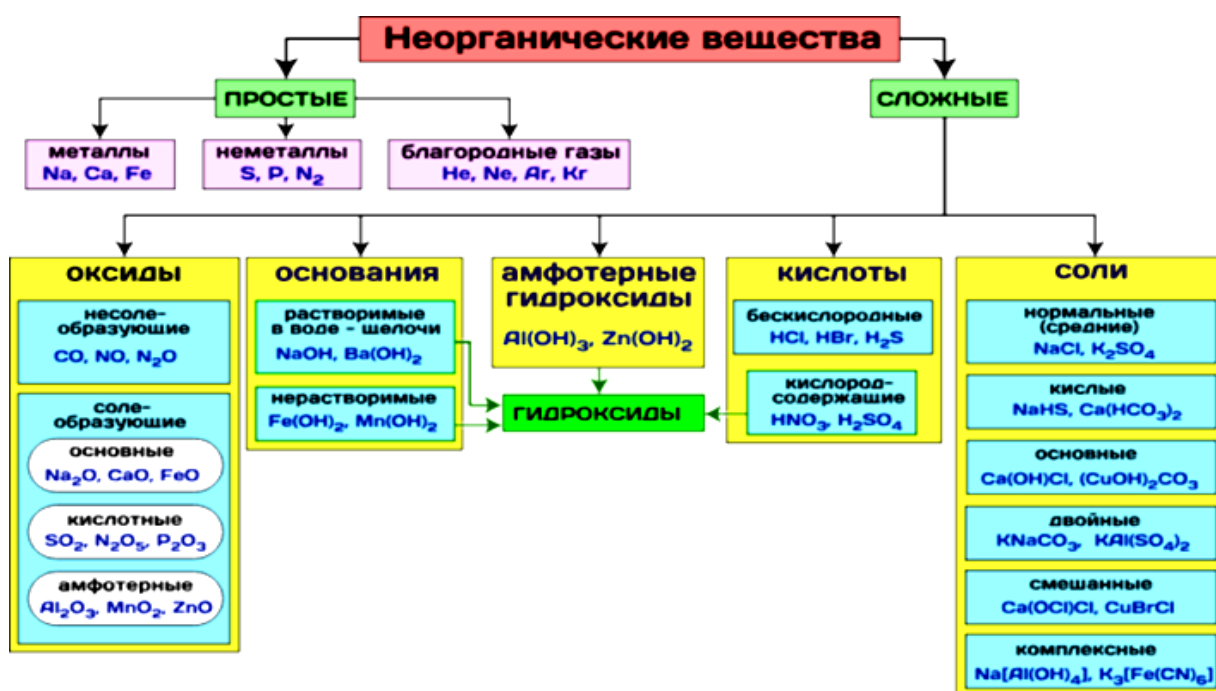 Неорганические вещества
ПРОСТЫЕ
СЛОЖНЫЕ
металлы
Na, Ca, Fe
неметаллы
S, P, N₂
благородные газы
He, Ne, Ar, Kr
оксиды
несоле-
образующие
CO, NO, N₂O
соле-
образующие
основные
Na₂O, CaO, FeO
кислотные
SO₂, N₂O₅, P₂O₃
амфотерные
Al₂O₃, MnO₂, ZnO
основания
растворимые
в воде - щелочи
NaOH, Ba(OH)₂
нерастворимые
Fe(OH)₂, Mn(OH)₂
амфотерные
гидроксиды
Al(OH)₃, Zn(OH)₂
ГИДРОКСИДЫ
кислоты
бескислородные
HCl, HBr, H₂S
кислород-
содержащие
HNO₃, H₂SO₄
соли
нормальные
(средние)
NaCl, K₂SO₄
кислые
NaHS, Ca(HCO₃)₂
основные
Ca(OH)Cl, (CuOH)₂CO₃
двойные
KNaCO₃, KAl(SO₄)₂
смешанные
Ca(OCl)Cl, CuBrCl
комплексные
Na[Al(OH)₄], K₃[Fe(CN)₆]